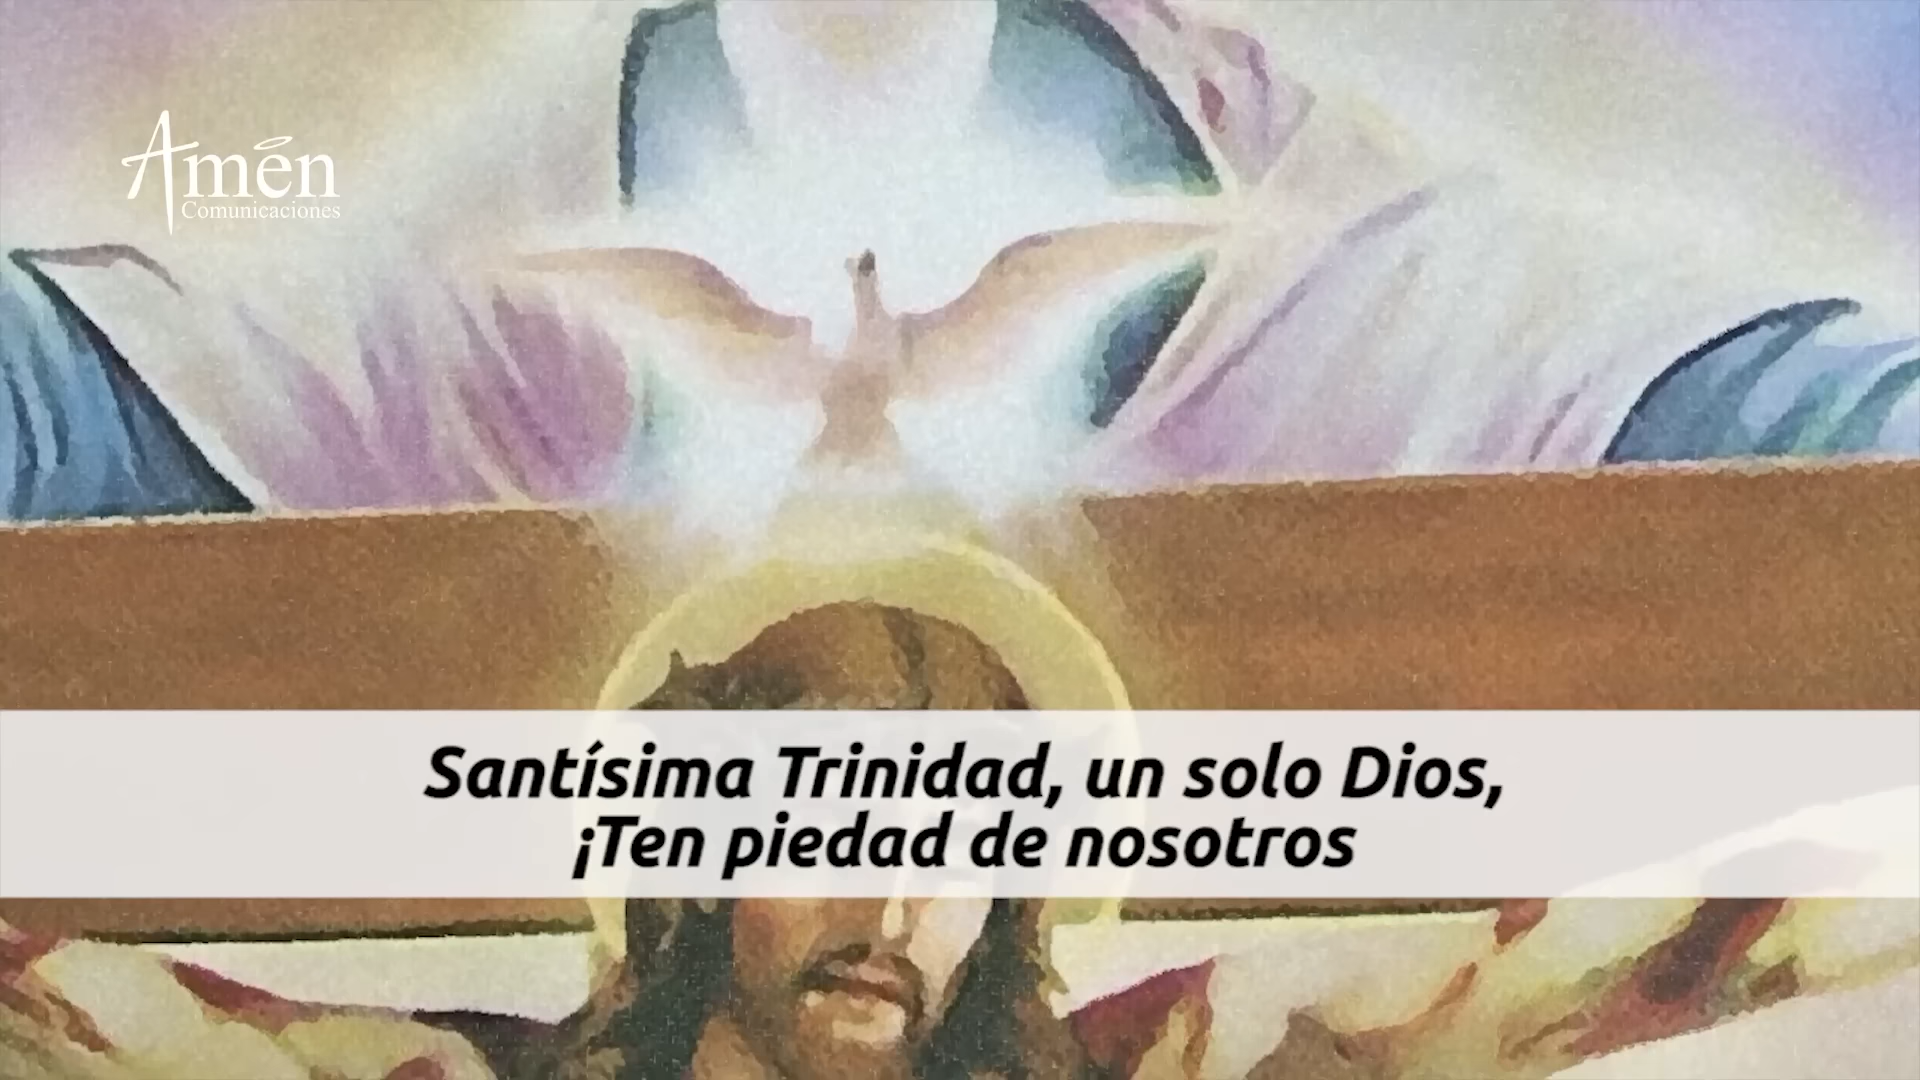 Amén
Comunicaciones
Santísima Trinidad, un solo Dios,
¡Ten piedad de nosotros